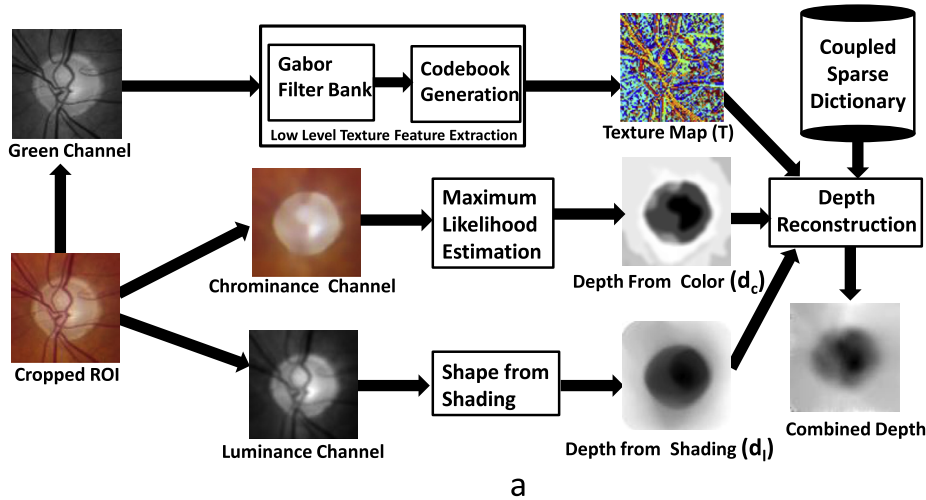 Green Channel
Gabor
Filter Bank
Codebook
Generation
Low Level Texture Feature Extraction
Texture Map (T)
Coupled
Sparse
Dictionary
Cropped ROI
Chrominance Channel
Maximum
Likelihood
Estimation
Depth From Color (dc)
Depth
Reconstruction
Luminance Channel
Shape from
Shading
Depth from Shading (dl)
Combined Depth
a